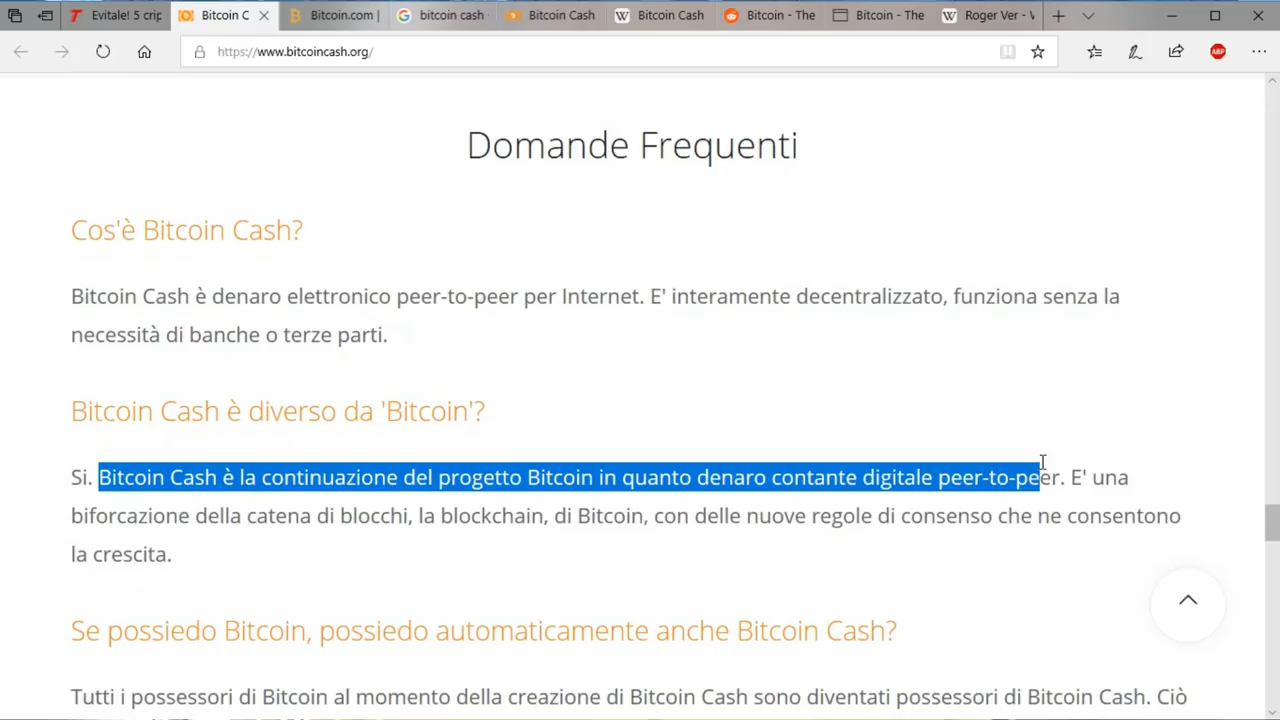 Evitale! 5 crip
Bitcoin C
Bitcoin.com |
bitcoin cash
Bitcoin Cash
Bitcoin Cash
Bitcoin - The
Bitcoin - The
Roger Ver - W
https://www.bitcoincash.org/
ABP
Domande Frequenti
Cos'è Bitcoin Cash?
Bitcoin Cash è denaro elettronico peer-to-peer per Internet. E' interamente decentralizzato, funziona senza la
necessità di banche o terze parti.
Bitcoin Cash è diverso da 'Bitcoin'?
Si. Bitcoin Cash è la continuazione del progetto Bitcoin in quanto denaro contante digitale peer-to-peer. E' una
biforcazione della catena di blocchi, la blockchain, di Bitcoin, con delle nuove regole di consenso che ne consentono
la crescita.
Se possiedo Bitcoin, possiedo automaticamente anche Bitcoin Cash?
Tutti i possessori di Bitcoin al momento della creazione di Bitcoin Cash sono diventati possessori di Bitcoin Cash. Ciò